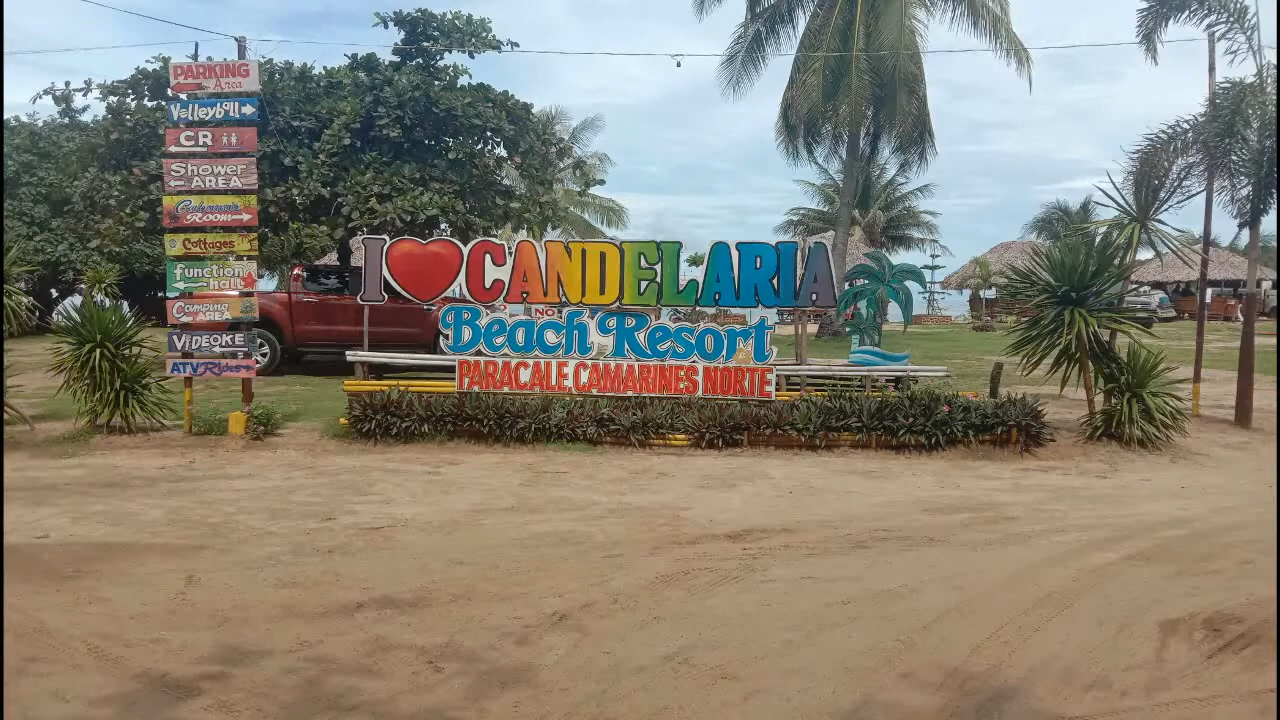 PARKING
Area
Volleyball
CR
Shower
AREA
Room
Cottages
function
hall
Camping
AREA
VIDEOKE
ATV Rides
I CANDELARIA
NO
Beach Resort
PARACALE CAMARINES NORTE